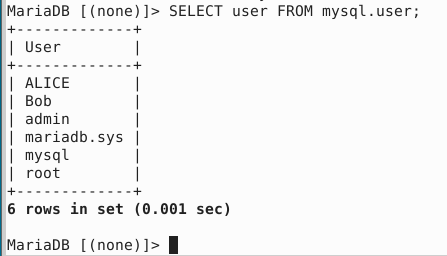 MariaDB [(none)]> SELECT user FROM mysql.user;
+-------------+
| User        |
+-------------+
| ALICE       |
| Bob         |
| admin       |
| mariadb.sys |
| mysql       |
| root        |
+-------------+
6 rows in set (0.001 sec)

MariaDB [(none)]>